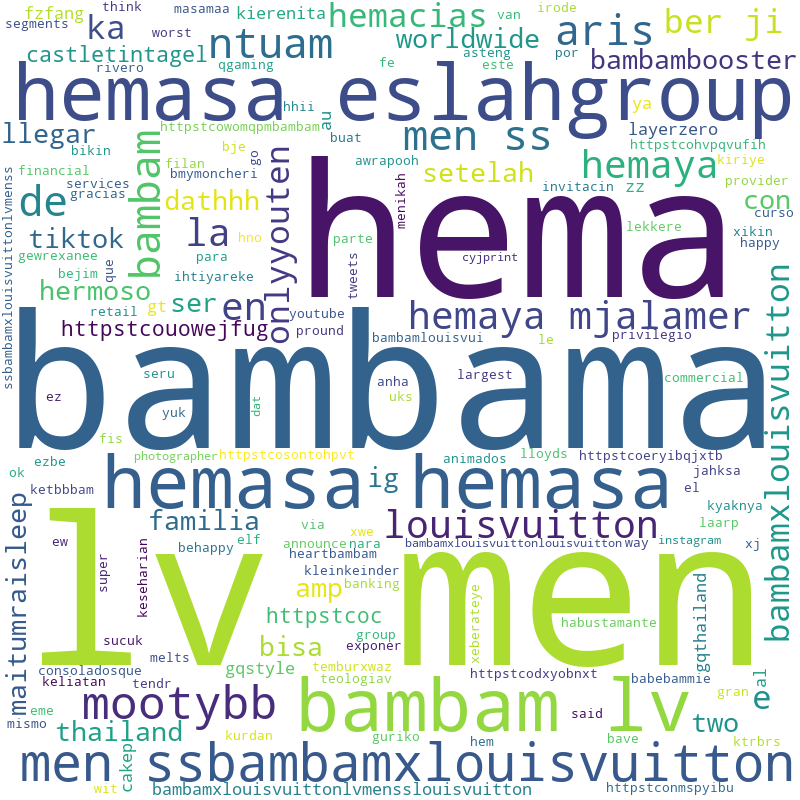 fzfang
think
masamaa
kierenita
hemacias
van
irode
segments
ka
worst
ntuam
worldwide
aris
ber ji
castletintagel
rivero
qgaming
asteng
fe
este
por
bambambooster
hemasa eslahgroup
hhii
httpstcowomqpmbambam
au
buat
men ss
ya
layerzero
llegar
bikin
bambam
filan
bje
go
awrapooh
hemaya
httpstcohvpqvufih
kiriye
financial
services
gracias
bmymoncheri
setelah
invitacin
zz
provider
de
dathhh
onlyyouten
hema
menikah
con
curso
la
hno
parte
lekkere
xikin
happy
tiktok
cyjprint
gewrexanee
que
para
bejim
ihtiyareke
tweets
hermoso
ser
en
gt
retail
youtube
hemaya mjalamer
httpstcouowejfug
pround
bambamlouisvui
le
privilegio
ssbambamxlouisvuittonlvmenss
bambamxlouisvuitton
bambama
seru
anha
largest
commercial
ez
yuk
dat
uks
fis
photographer
httpstcosontohpvt
animados
lloyds
httpstcoeryibqjxtb
ok
ezbe
hemasa
ig
hemasa
jahksa
el
ketbbbam
kyaknya
maitumraisleep
familia
louisvuitton
laarp
via
xwe
ew
behappy
elf
announce
nara
bambamxlouisvuittonlouisvuitton
way
instagram
xj
heartbambam
super
keseharian
kleinkeinder
lv men
amp
banking
xeberateye
gqthailand
httpstcoc
habustamante
sucuk
bisa
group
exponer
melts
consoladosque
gqstyle
temburxwaz
httpstcodxyobnxt
babebammie
al
keliatan
tendr
teologiav
gran
e
mootybb
bambam lv
said
two
eme
mismo
thailand
kurdan
guriko
hem
bave
ktrbrs
cakep
men ssbambamxlouisvuitton
wit
bambamxlouisvuittonlvmensslouisvuitton
httpstconmspyibu